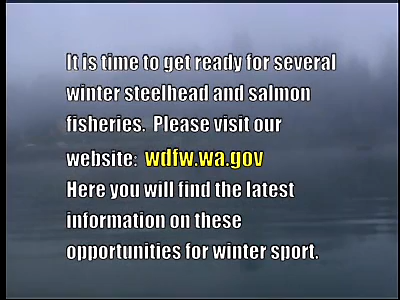 It is time to get ready for several
winter steelhead and salmon
fisheries. Please visit our
website: wdfw.wa.gov
Here you will find the latest
information on these
opportunities for winter sport.